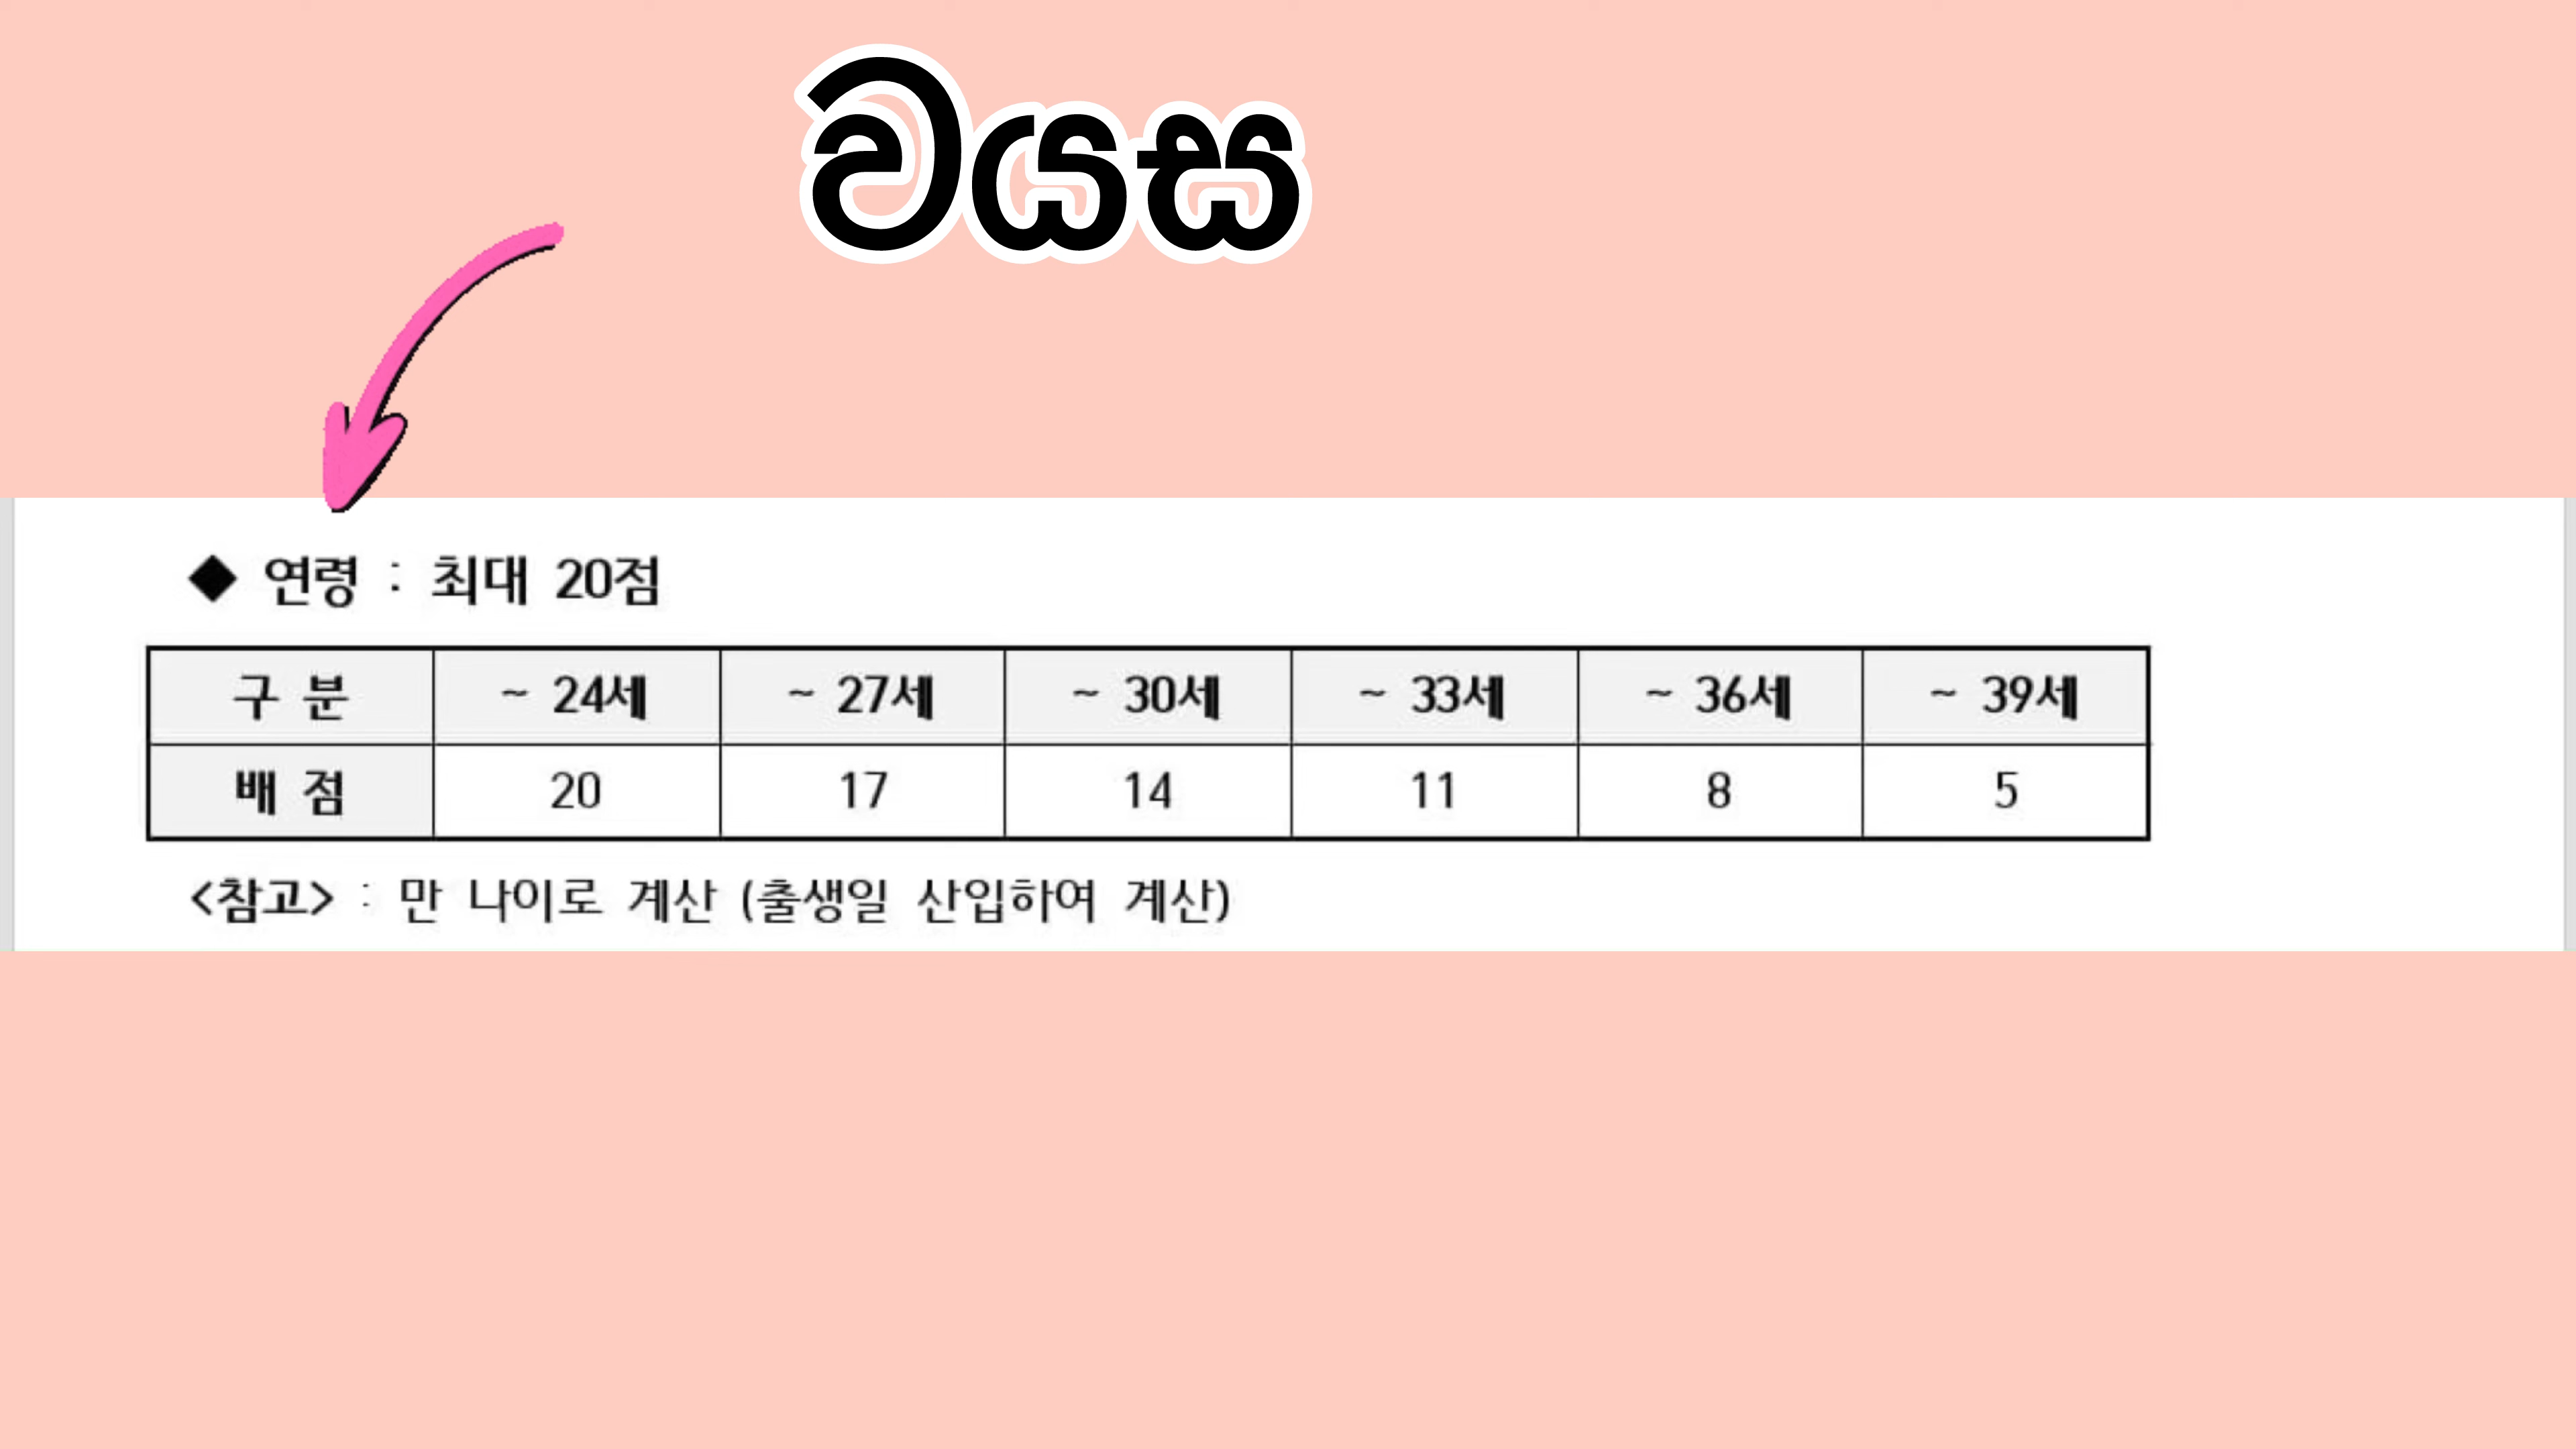 වයස
◆ 연령 : 최대 20점
구 분 ~ 24세 ~ 27세 ~ 30세 ~ 33세 ~ 36세 ~ 39세
배 점 20 17 14 11 8 5
<참고> : 만 나이로 계산 (출생일 산입하여 계산)